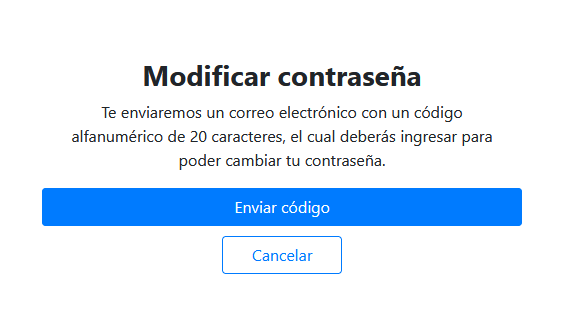 Modificar contraseña
Te enviaremos un correo electrónico con un código
alfanumérico de 20 caracteres, el cual deberás ingresar para
poder cambiar tu contraseña.
Enviar código
Cancelar